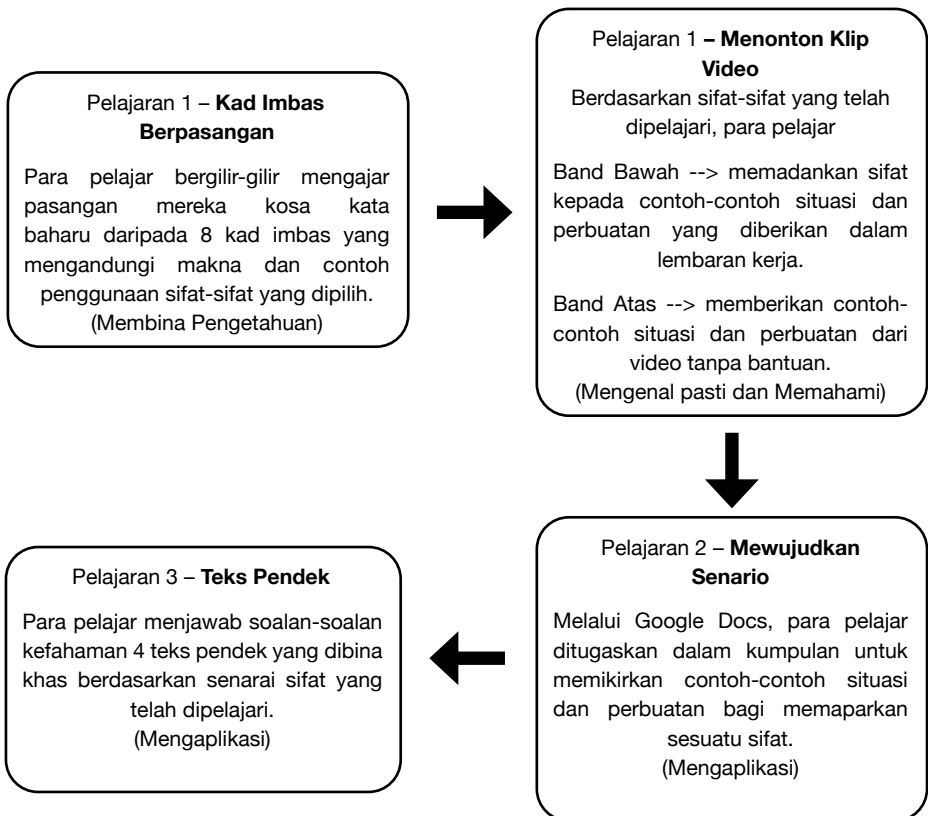 Pelajaran 1 – Kad Imbas
Berpasangan
Para pelajar bergilir-gilir mengajar
pasangan mereka kosa kata
baharu daripada 8 kad imbas yang
mengandungi makna dan contoh
penggunaan sifat-sifat yang dipilih.
(Membina Pengetahuan)
Pelajaran 1 – Menonton Klip
Video
Berdasarkan sifat-sifat yang telah
dipelajari, para pelajar
Band Bawah --> memadankan sifat
kepada contoh-contoh situasi dan
perbuatan yang diberikan dalam
lembaran kerja.
Band Atas --> memberikan contoh-
contoh situasi dan perbuatan dari
video tanpa bantuan.
(Mengenal pasti dan Memahami)
Pelajaran 2 – Mewujudkan
Senario
Melalui Google Docs, para pelajar
ditugaskan dalam kumpulan untuk
memikirkan contoh-contoh situasi
dan perbuatan bagi memaparkan
sesuatu sifat.
(Mengaplikasi)
Pelajaran 3 – Teks Pendek
Para pelajar menjawab soalan-soalan
kefahaman 4 teks pendek yang dibina
khas berdasarkan senarai sifat yang
telah dipelajari.
(Mengaplikasi)